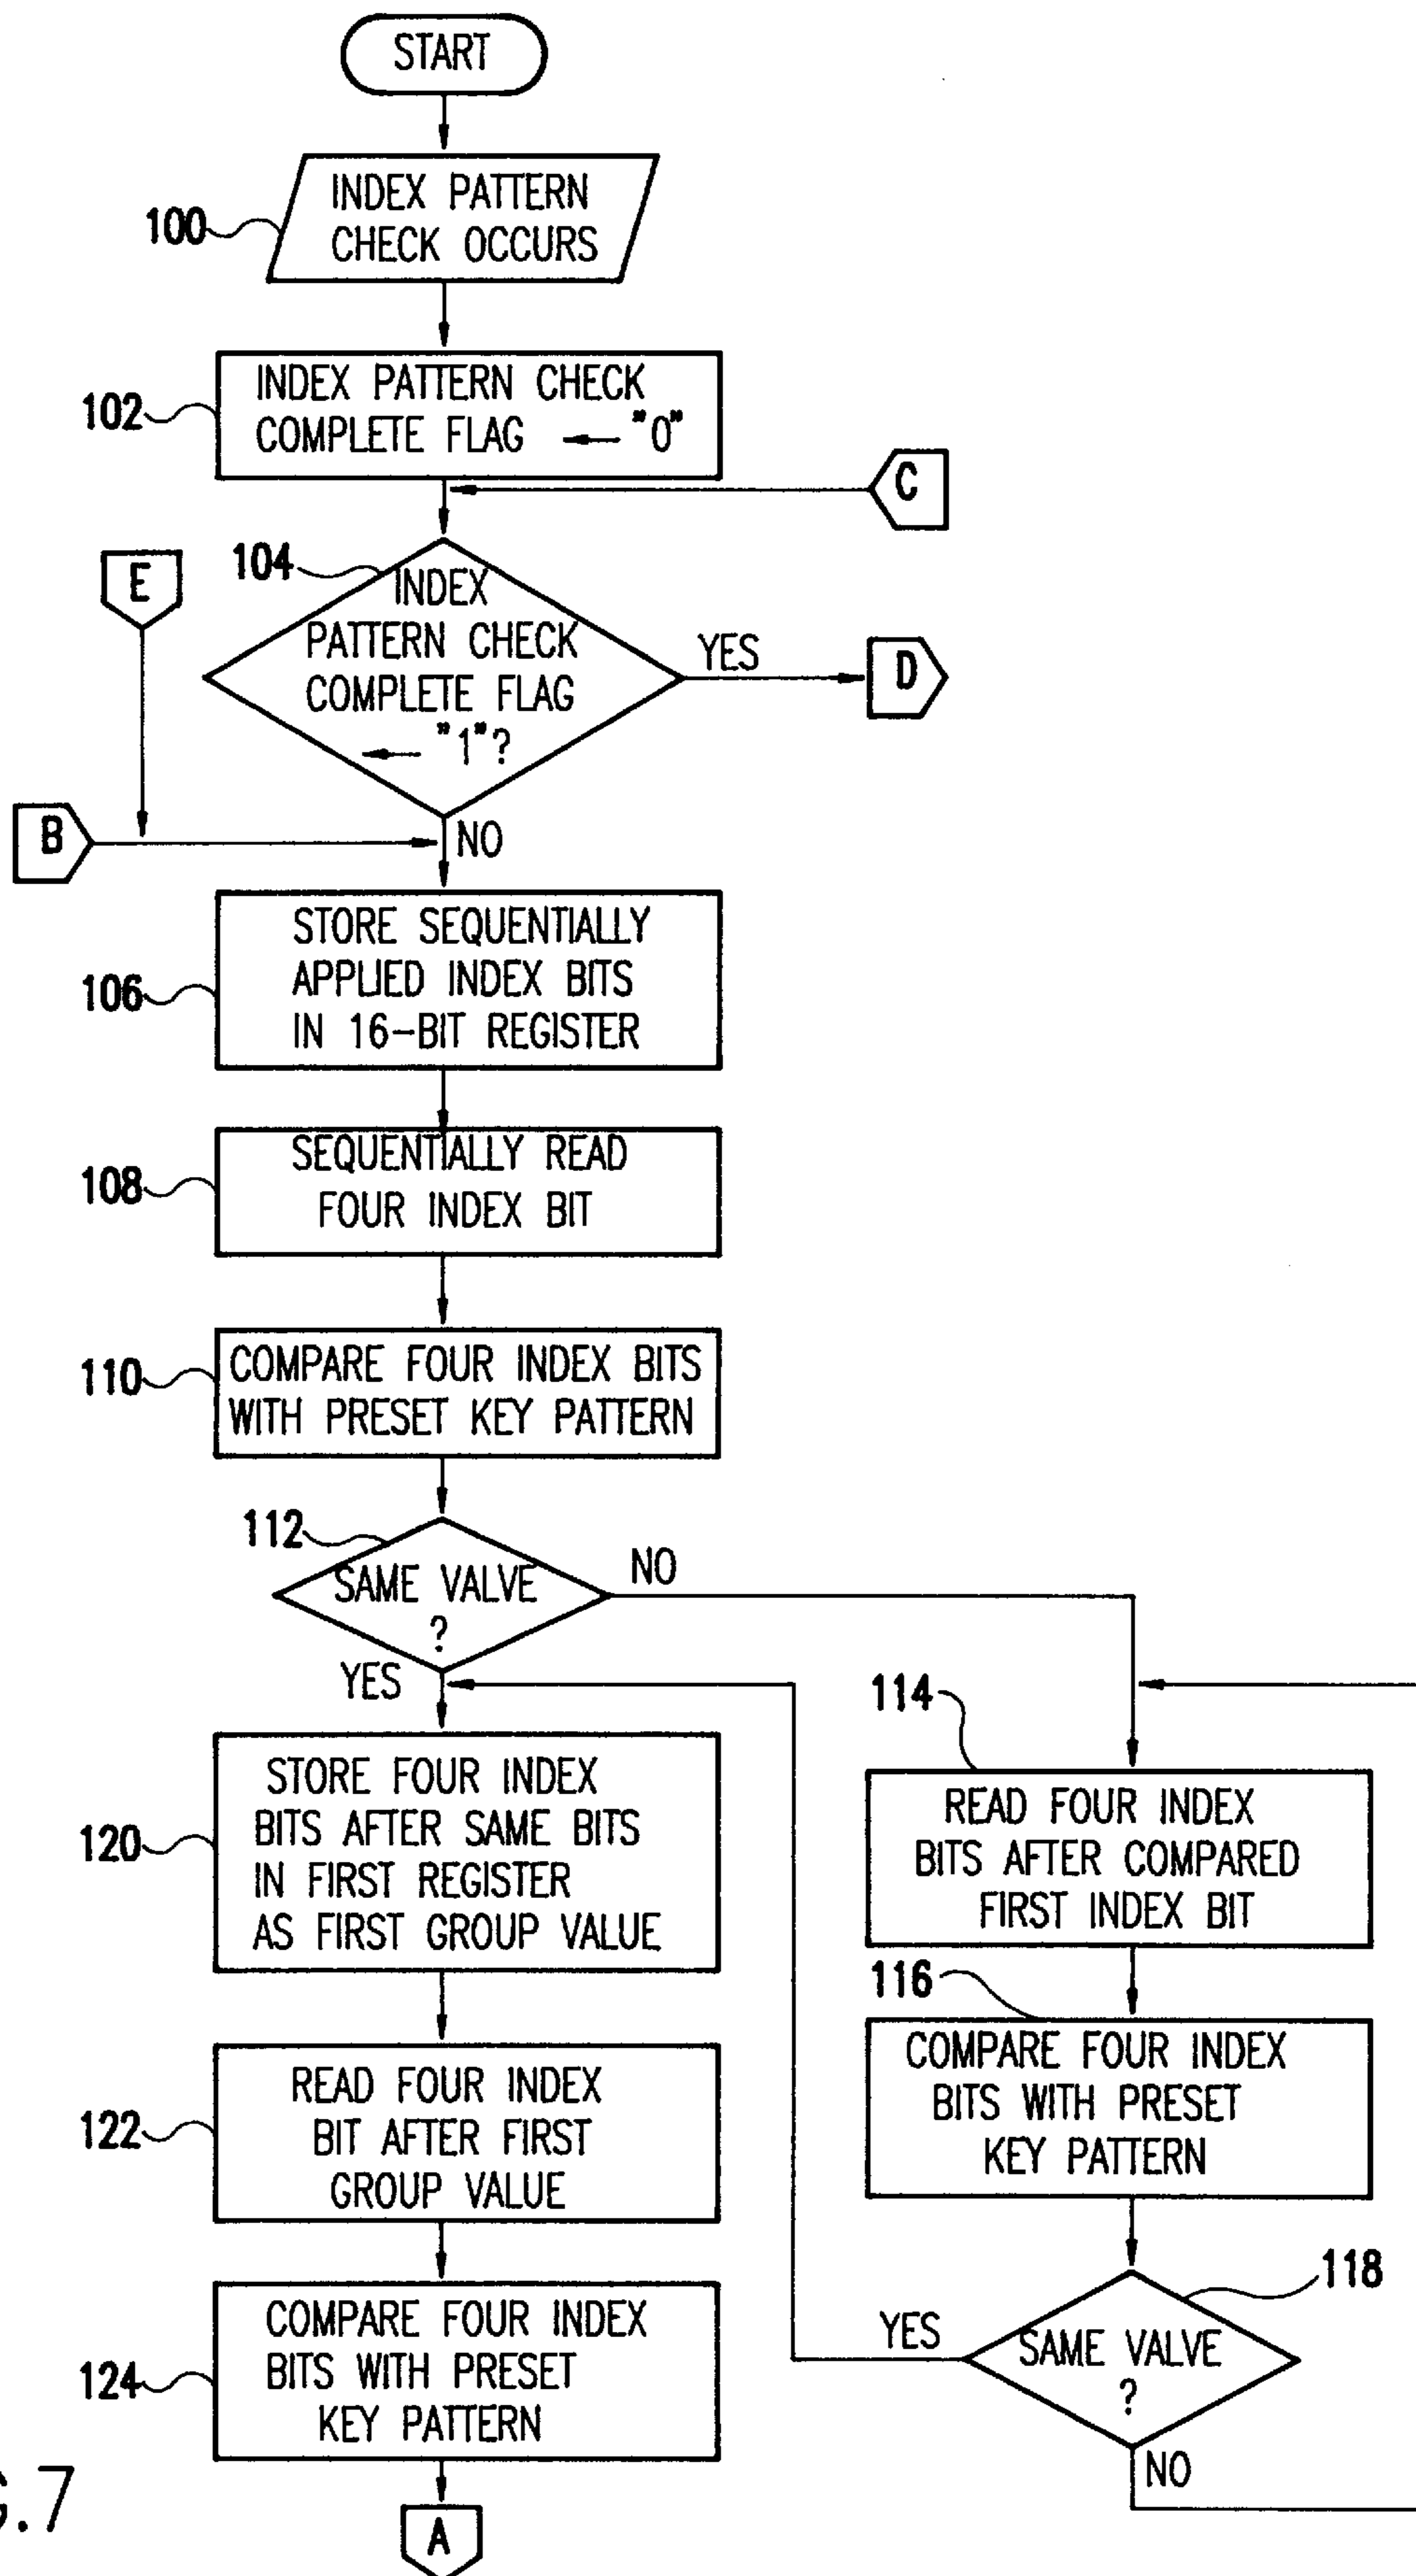 START
100
INDEX PATTERN
CHECK OCCURS
102
INDEX PATTERN CHECK
COMPLETE FLAG ← "0"
C
E
104
INDEX
PATTERN CHECK
COMPLETE FLAG
← "1"?
YES
D
B
NO
106
STORE SEQUENTIALLY
APPLIED INDEX BITS
IN 16-BIT REGISTER
108
SEQUENTIALLY READ
FOUR INDEX BIT
110
COMPARE FOUR INDEX BITS
WITH PRESET KEY PATTERN
112
SAME VALVE
?
NO
YES
120
STORE FOUR INDEX
BITS AFTER SAME BITS
IN FIRST REGISTER
AS FIRST GROUP VALUE
122
READ FOUR INDEX
BIT AFTER FIRST
GROUP VALUE
124
COMPARE FOUR INDEX
BITS WITH PRESET
KEY PATTERN
A
114
READ FOUR INDEX
BITS AFTER COMPARED
FIRST INDEX BIT
116
COMPARE FOUR INDEX
BITS WITH PRESET
KEY PATTERN
118
SAME VALVE
?
YES
NO
G.7